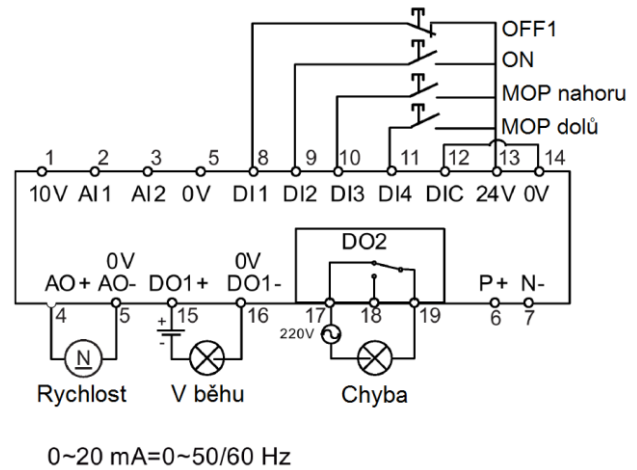 OFF1
ON
MOP nahoru
MOP dolů
1 2 3 5 8 9 10 11 12 13 14
10V AI1 AI2 0V DI1 DI2 DI3 DI4 DIC 24V 0V
DO2
0V 0V
AO+ AO- DO1+ DO1- P+ N-
4 5 15 16 17 18 19 6 7
+
-
220V
N
Rychlost V běhu Chyba
0~20 mA=0~50/60 Hz